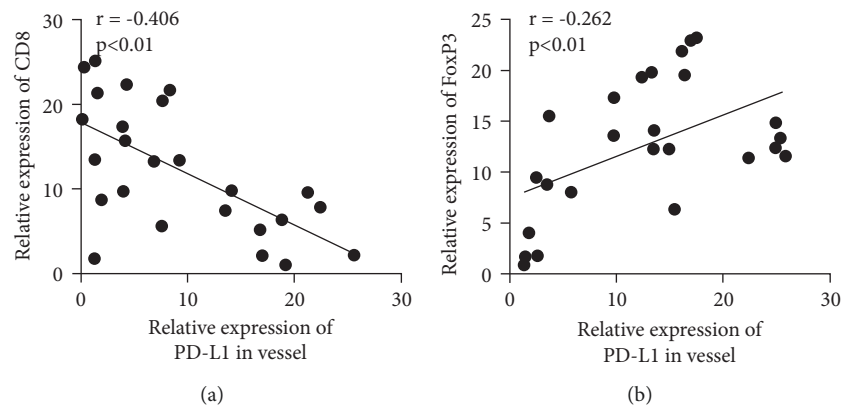 r = -0.406
p<0.01
Relative expression of CD8
30
20
10
0
0 10 20 30
Relative expression of
PD-L1 in vessel
(a)
r = -0.262
p<0.01
Relative expression of FoxP3
25
20
15
10
5
0
0 10 20 30
Relative expression of
PD-L1 in vessel
(b)